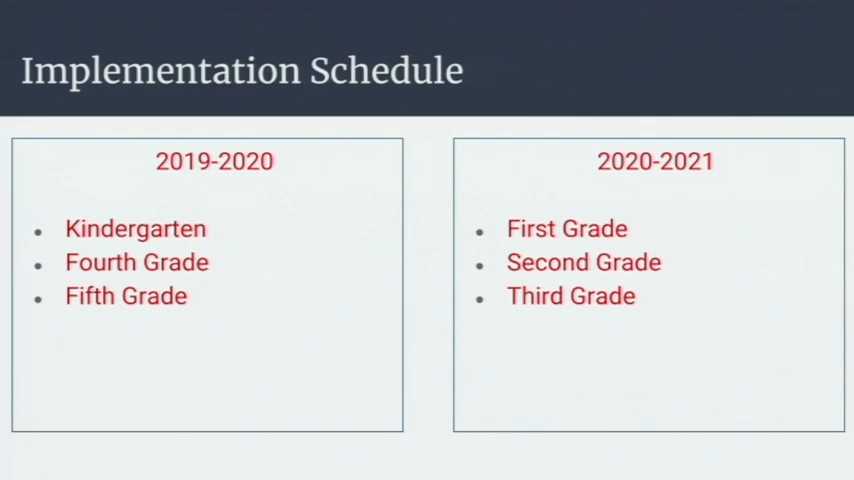 Implementation Schedule
2019-2020
Kindergarten
Fourth Grade
Fifth Grade
2020-2021
First Grade
Second Grade
Third Grade